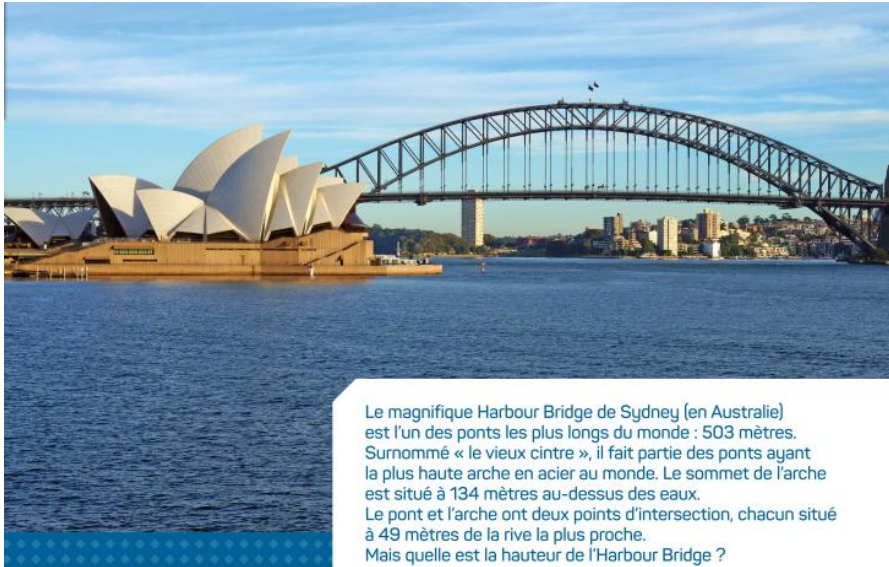 Le magnifique Harbour Bridge de Sydney (en Australie)
est l'un des ponts les plus longs du monde : 503 mètres.
Surnommé « le vieux cintre », il fait partie des ponts ayant
la plus haute arche en acier au monde. Le sommet de l'arche
est situé à 134 mètres au-dessus des eaux.
Le pont et l'arche ont deux points d'intersection, chacun situé
à 49 mètres de la rive la plus proche.
Mais quelle est la hauteur de l'Harbour Bridge ?